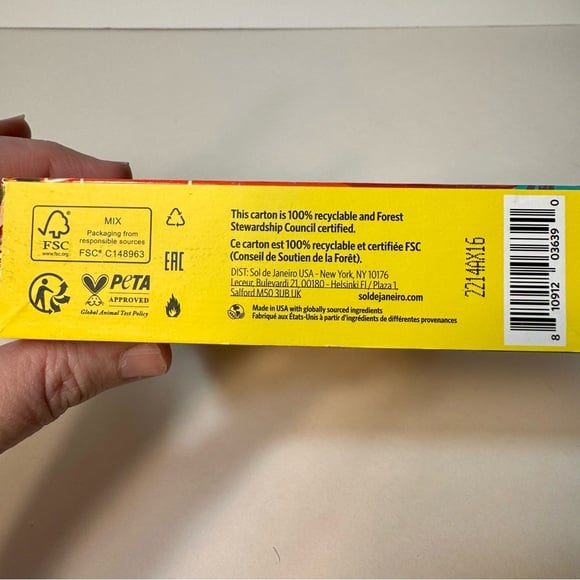 FSC
www.fsc.org
MIX
Packaging from
responsible sources
FSC® C148963
EAC
PETA
APPROVED
Global Animal Test Policy
This carton is 100% recyclable and Forest
Stewardship Council certified.
Ce carton est 100% recyclable et certifiée FSC
(Conseil de Soutien de la Forêt).
DIST: Sol de Janeiro USA - New York, NY 10176
Leceur, Bulevardi 21, 00180 - Helsinki FI / Plaza 1,
Salford M50 3UB UK
soldejaneiro.com
Made in USA with globally sourced ingredients
Fabriqué aux États-Unis à partir d'ingrédients de différentes provenances
2214AX16
8 10912 03639 0